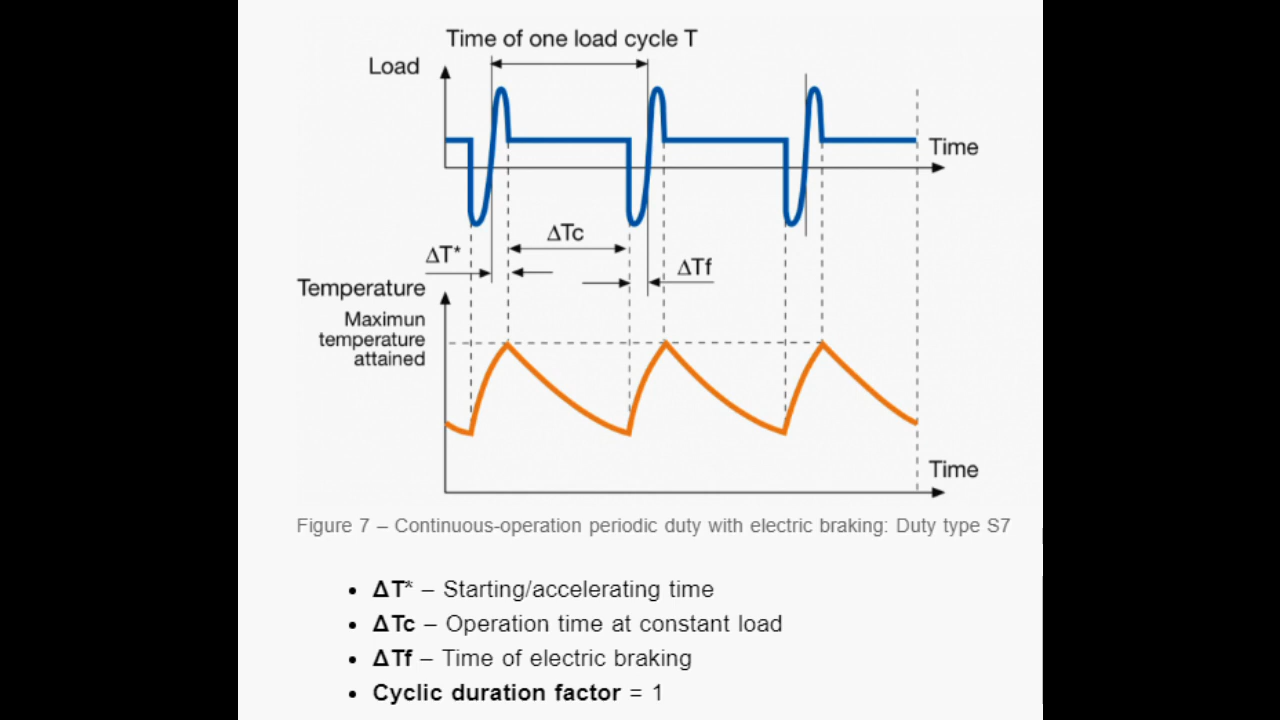 Time of one load cycle T
Load
Time
ΔTc
ΔT*
ΔTf
Temperature
Maximun
temperature
attained
Time
Figure 7 – Continuous-operation periodic duty with electric braking: Duty type S7
• ΔT* – Starting/accelerating time
• ΔTc – Operation time at constant load
• ΔTf – Time of electric braking
• Cyclic duration factor = 1